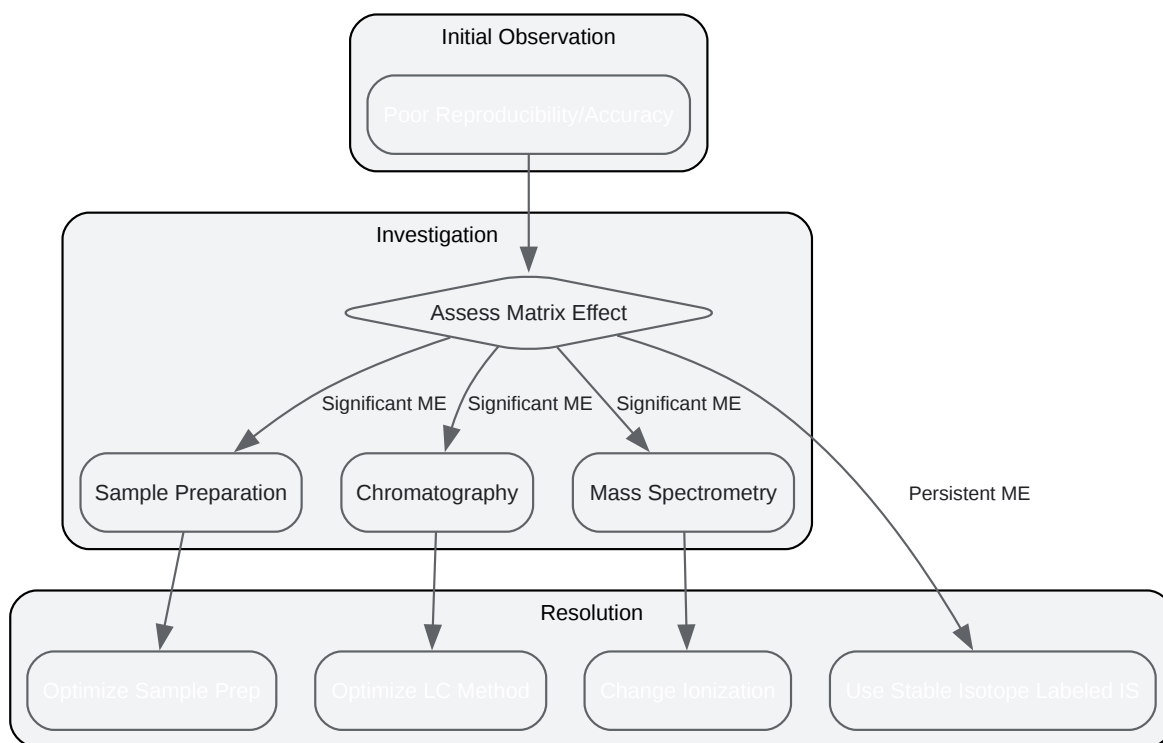 Initial Observation
Poor Reproducibility/Accuracy
Investigation
Assess Matrix Effect
Significant ME
Significant ME
Significant ME
Sample Preparation
Chromatography
Mass Spectrometry
Persistent ME
Resolution
Optimize Sample Prep
Optimize LC Method
Change Ionization
Use Stable Isotope Labeled IS